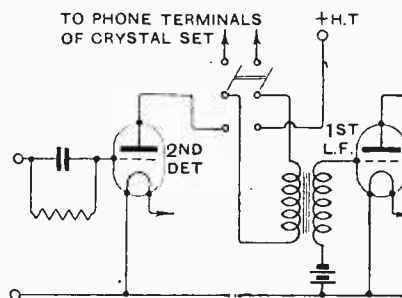 TO PHONE TERMINALS
OF CRYSTAL SET
+H.T
2ND
DET
1ST
L.F.